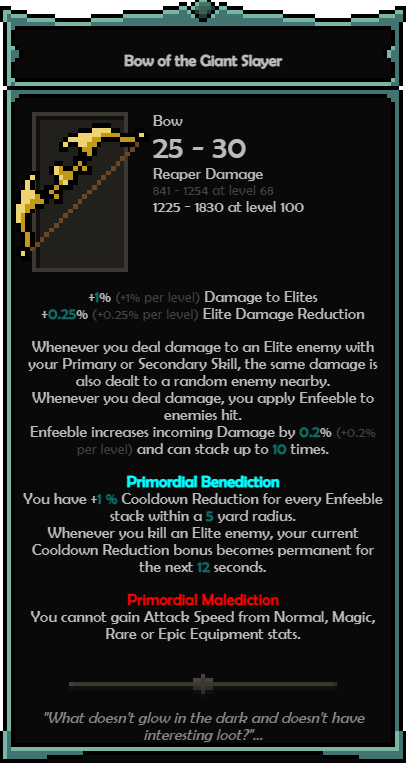 Bow of the Giant Slayer
Bow
25 - 30
Reaper Damage
841 - 1254 at level 68
1225 - 1830 at level 100
+1% (+1% per level) Damage to Elites
+0.25% (+0.25% per level) Elite Damage Reduction
Whenever you deal damage to an Elite enemy with
your Primary or Secondary Skill, the same damage is
also dealt to a random enemy nearby.
Whenever you deal damage, you apply Enfeeble to
enemies hit.
Enfeeble increases incoming Damage by 0.2% (+0.2%
per level) and can stack up to 10 times.
Primordial Benediction
You have +1 % Cooldown Reduction for every Enfeeble
stack within a 5 yard radius.
Whenever you kill an Elite enemy, your current
Cooldown Reduction bonus becomes permanent for
the next 12 seconds.
Primordial Malediction
You cannot gain Attack Speed from Normal, Magic,
Rare or Epic Equipment stats.
"What doesn't glow in the dark and doesn't have
interesting loot?"...